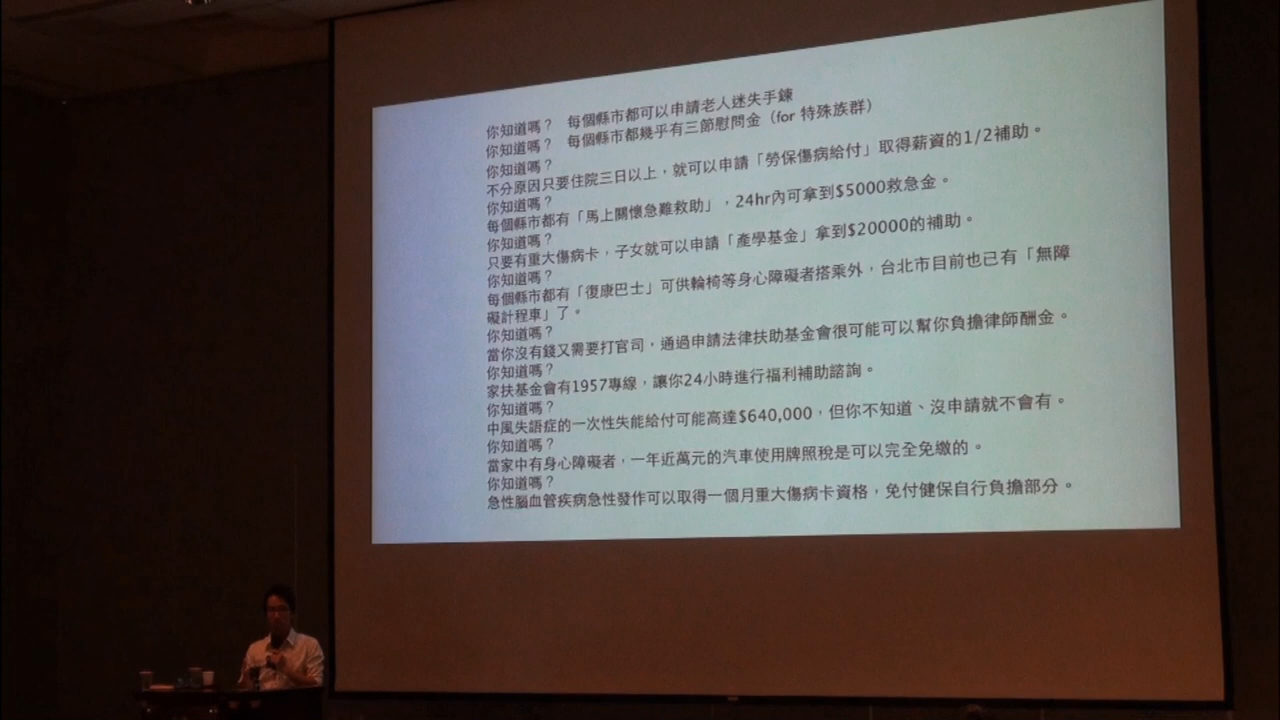 你知道嗎？ 每個縣市都可以申請老人迷失手鍊
你知道嗎？ 每個縣市都幾乎有三節慰問金（for 特殊族群）
你知道嗎？
不分原因只要住院三日以上，就可以申請「勞保傷病給付」取得薪資的1/2補助。
你知道嗎？
每個縣市都有「馬上關懷急難救助」，24hr內可拿到$5000救急金。
你知道嗎？
只要有重大傷病卡，子女就可以申請「產學基金」拿到$20000的補助。
你知道嗎？
每個縣市都有「復康巴士」可供輪椅等身心障礙者搭乘外，台北市目前也已有「無障
礙計程車」了。
你知道嗎？
當你沒有錢又需要打官司，通過申請法律扶助基金會很可能可以幫你負擔律師酬金。
你知道嗎？
家扶基金會有1957專線，讓你24小時進行福利補助諮詢。
你知道嗎？
中風失語症的一次性失能給付可能高達$640,000，但你不知道、沒申請就不會有。
你知道嗎？
當家中有身心障礙者，一年近萬元的汽車使用牌照稅是可以完全免繳的。
你知道嗎？
急性腦血管疾病急性發作可以取得一個月重大傷病卡資格，免付健保自行負擔部分。